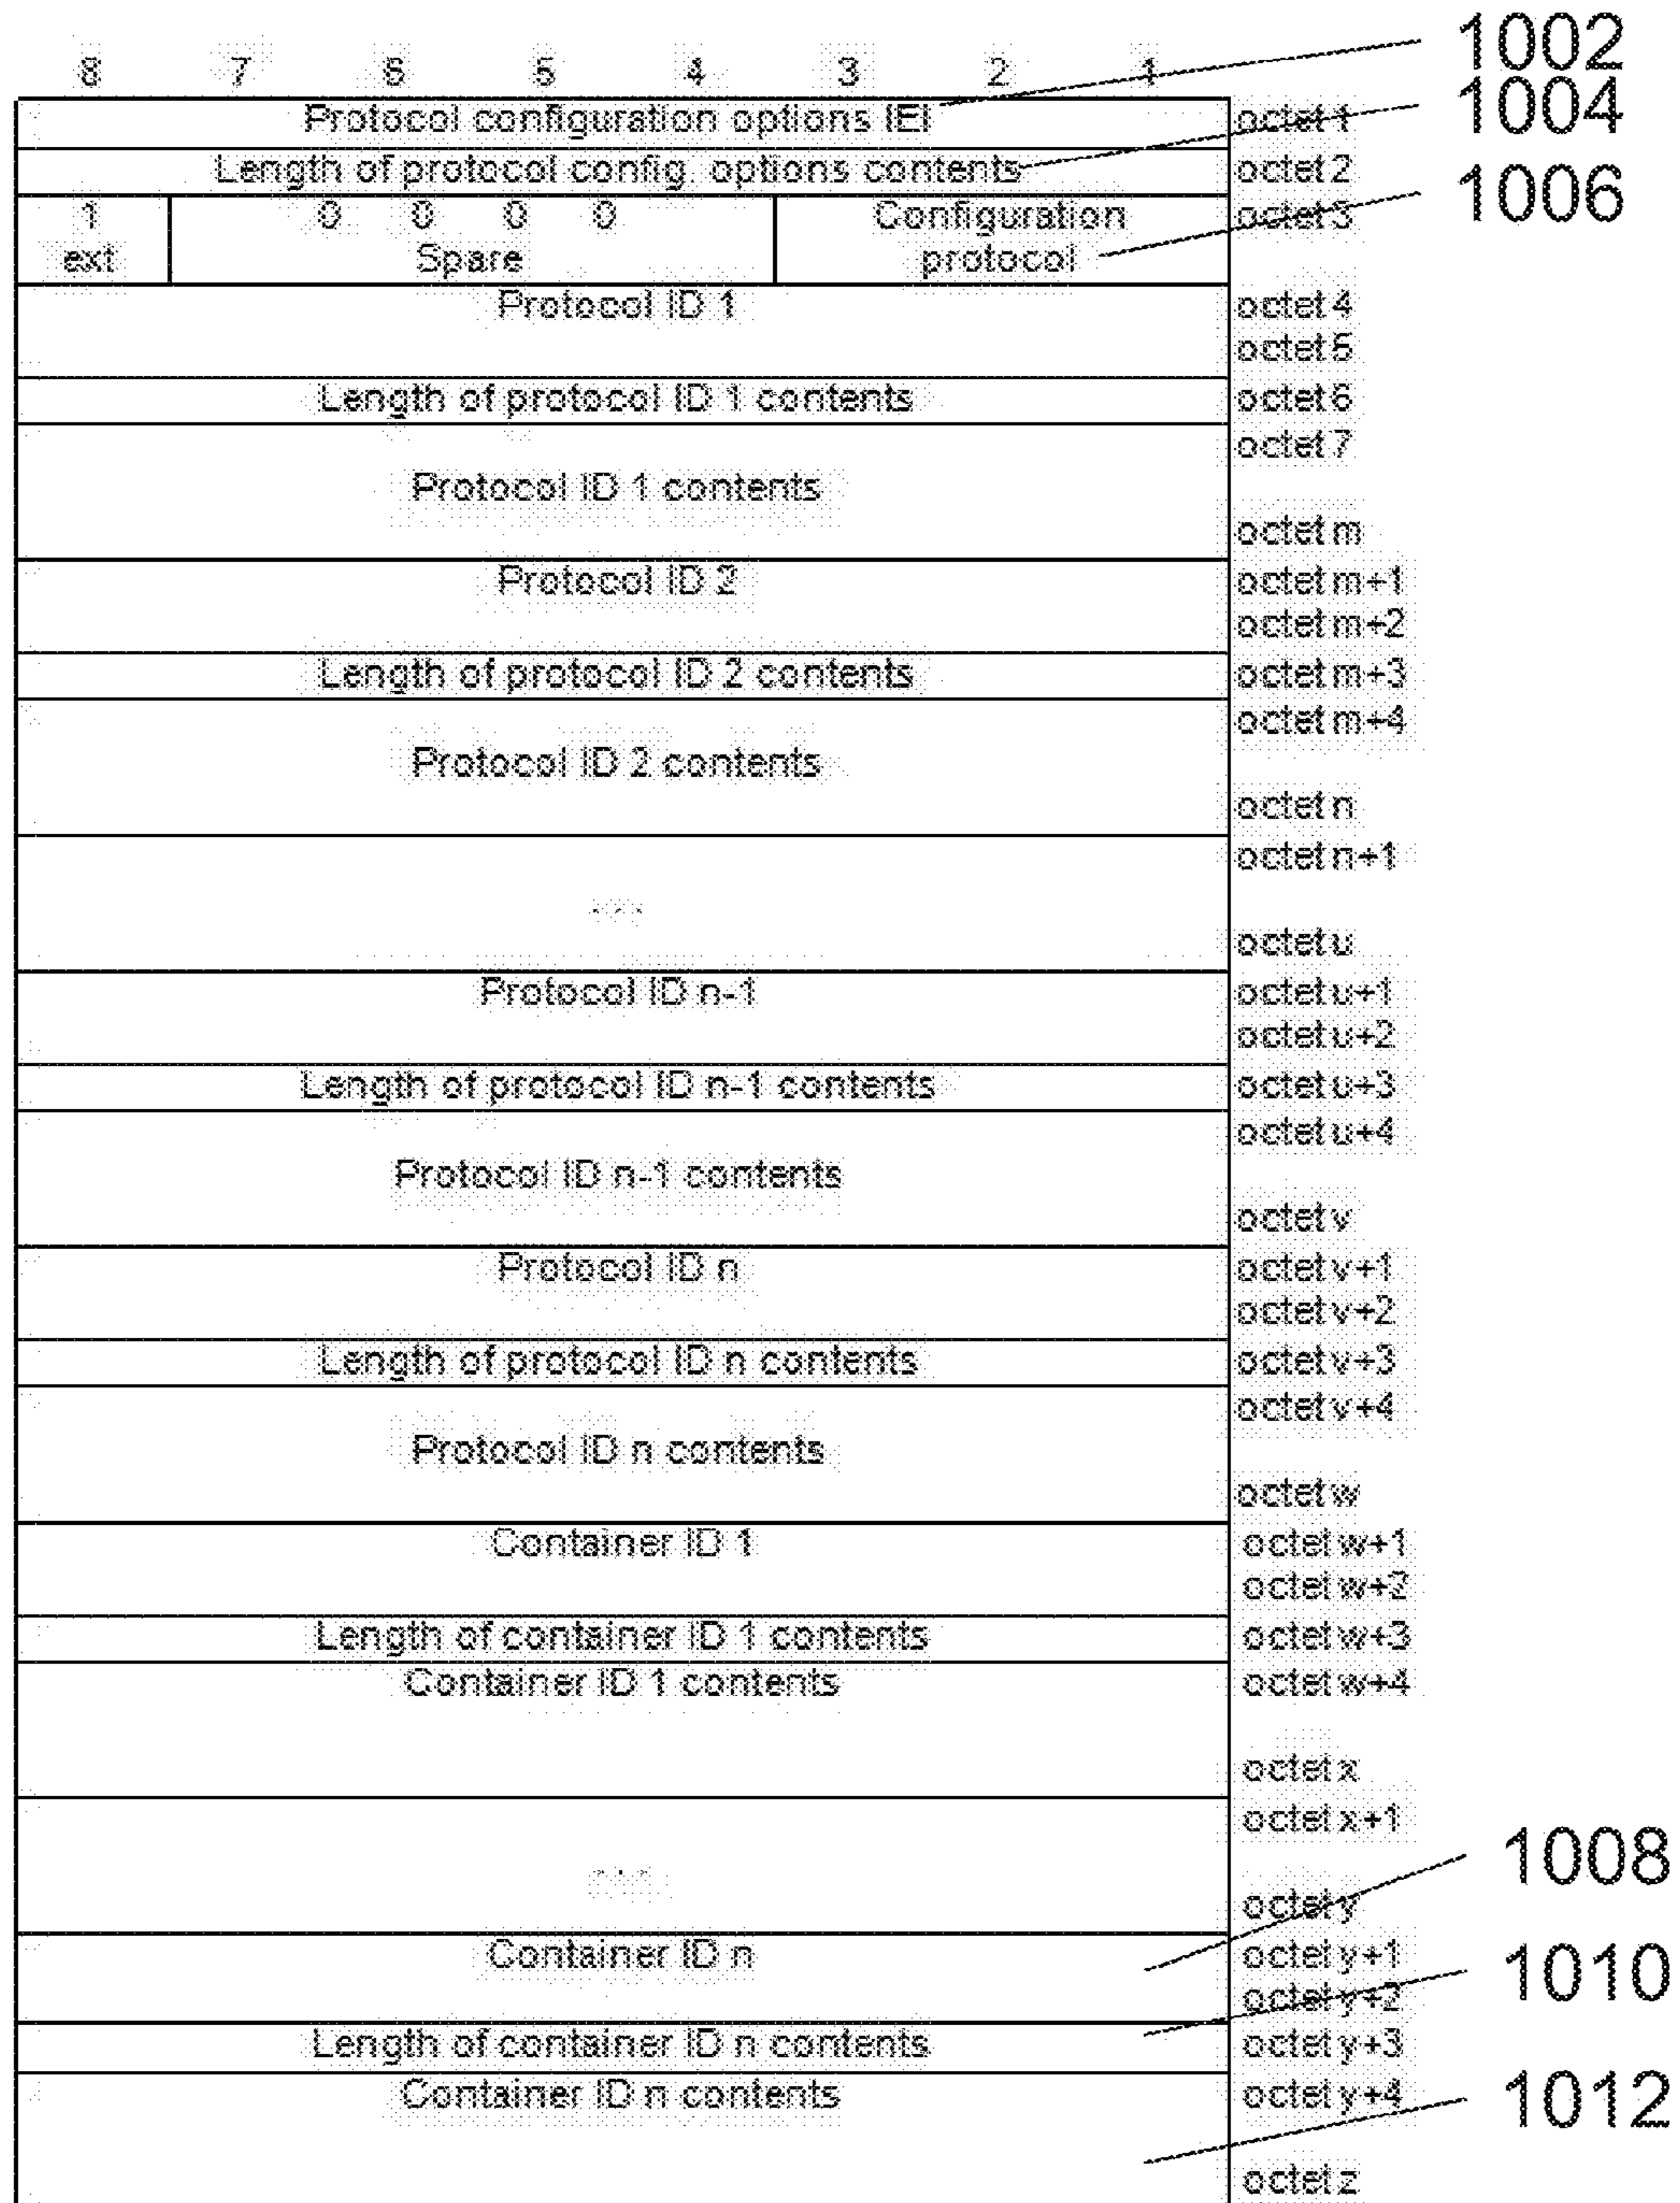 8 7 6 5 4 3 2 1 1002
Protocol configuration options IEI octet 1 1004
Length of protocol config. options contents octet 2
1 0 0 0 0 Configuration octet 3 1006
ext Spare protocol
Protocol ID 1 octet 4
octet 5
Length of protocol ID 1 contents octet 6
octet 7
Protocol ID 1 contents
octet m
Protocol ID 2 octet m+1
octet m+2
Length of protocol ID 2 contents octet m+3
octet m+4
Protocol ID 2 contents
octet n
octet n+1
...
octet u
Protocol ID n-1 octet u+1
octet u+2
Length of protocol ID n-1 contents octet u+3
octet u+4
Protocol ID n-1 contents
octet v
Protocol ID n octet v+1
octet v+2
Length of protocol ID n contents octet v+3
octet v+4
Protocol ID n contents
octet w
Container ID 1 octet w+1
octet w+2
Length of container ID 1 contents octet w+3
Container ID 1 contents octet w+4
octet x
octet x+1
1008
...
octet y
Container ID n octet y+1
1010
octet y+2
Length of container ID n contents octet y+3
Container ID n contents octet y+4 1012
octet z